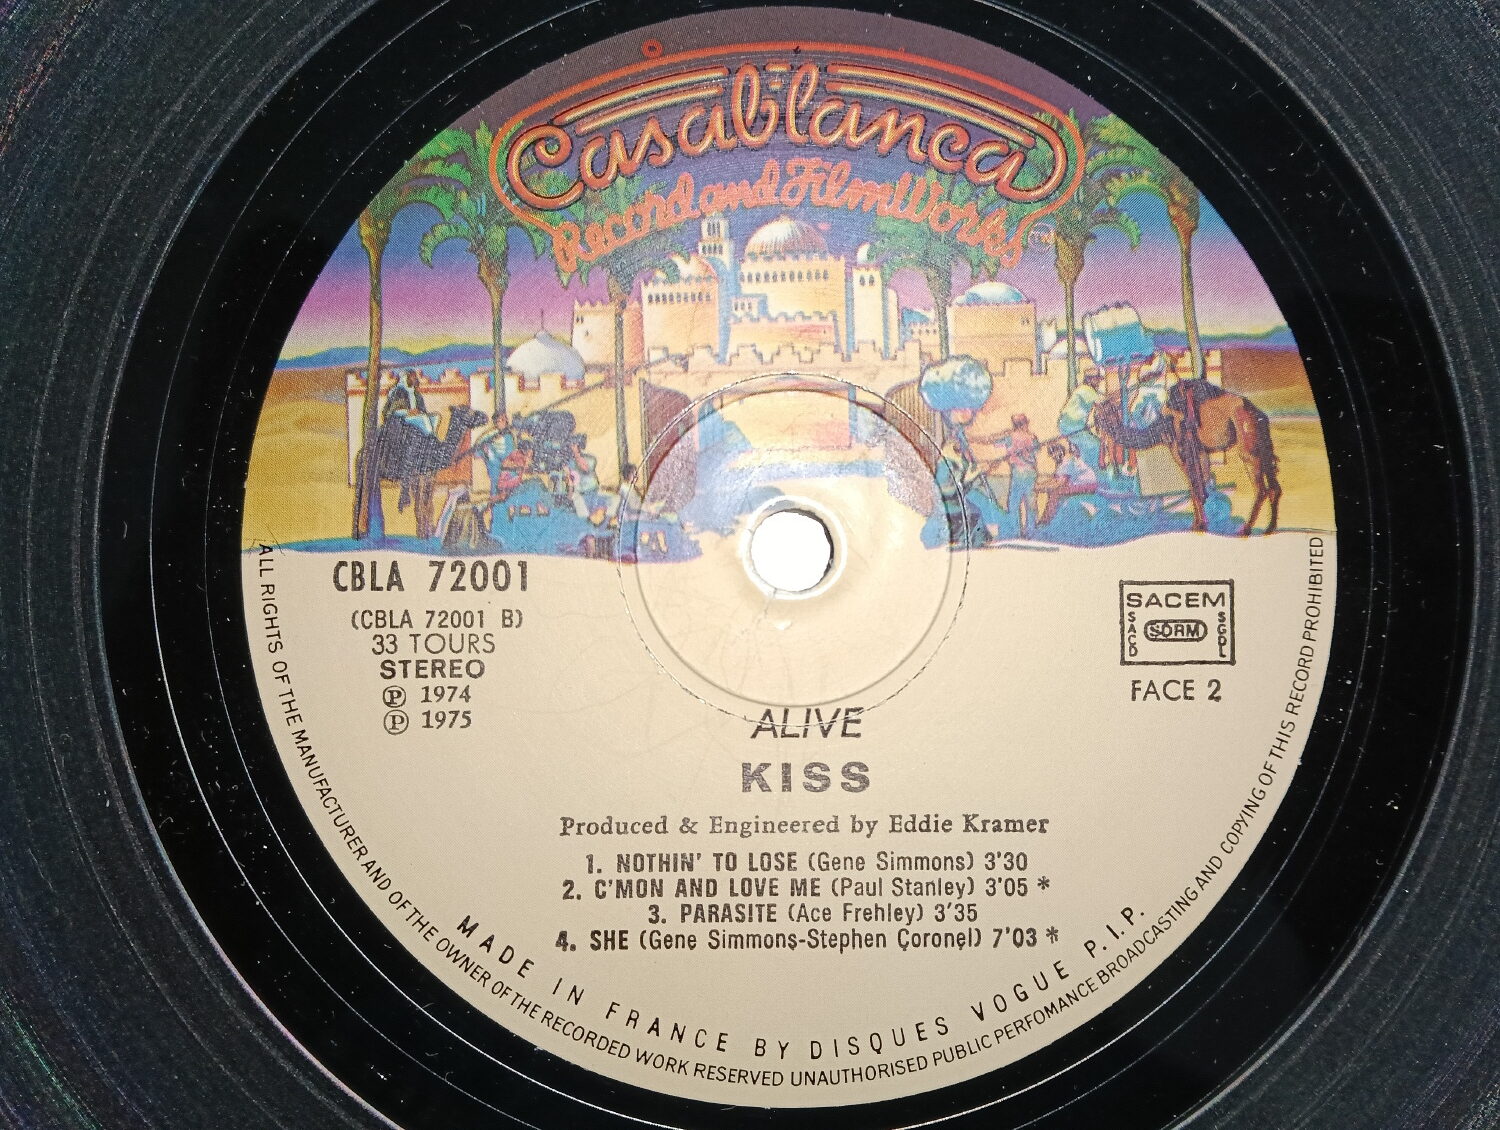 Casablanca
Record and FilmWorks TM
CBLA 72001
(CBLA 72001 B)
33 TOURS
STEREO
℗ 1974
℗ 1975
SACEM
SACD
SDRM
SGDL
FACE 2
ALIVE
KISS
Produced & Engineered by Eddie Kramer
1. NOTHIN' TO LOSE (Gene Simmons) 3'30
2. C'MON AND LOVE ME (Paul Stanley) 3'05 *
3. PARASITE (Ace Frehley) 3'35
4. SHE (Gene Simmons-Stephen Coronel) 7'03 *
MADE IN FRANCE BY DISQUES VOGUE P.I.P.
ALL RIGHTS OF THE MANUFACTURER AND OF THE OWNER OF THE RECORDED WORK RESERVED UNAUTHORISED PUBLIC PERFOMANCE BROADCASTING AND COPYING OF THIS RECORD PROHIBITED